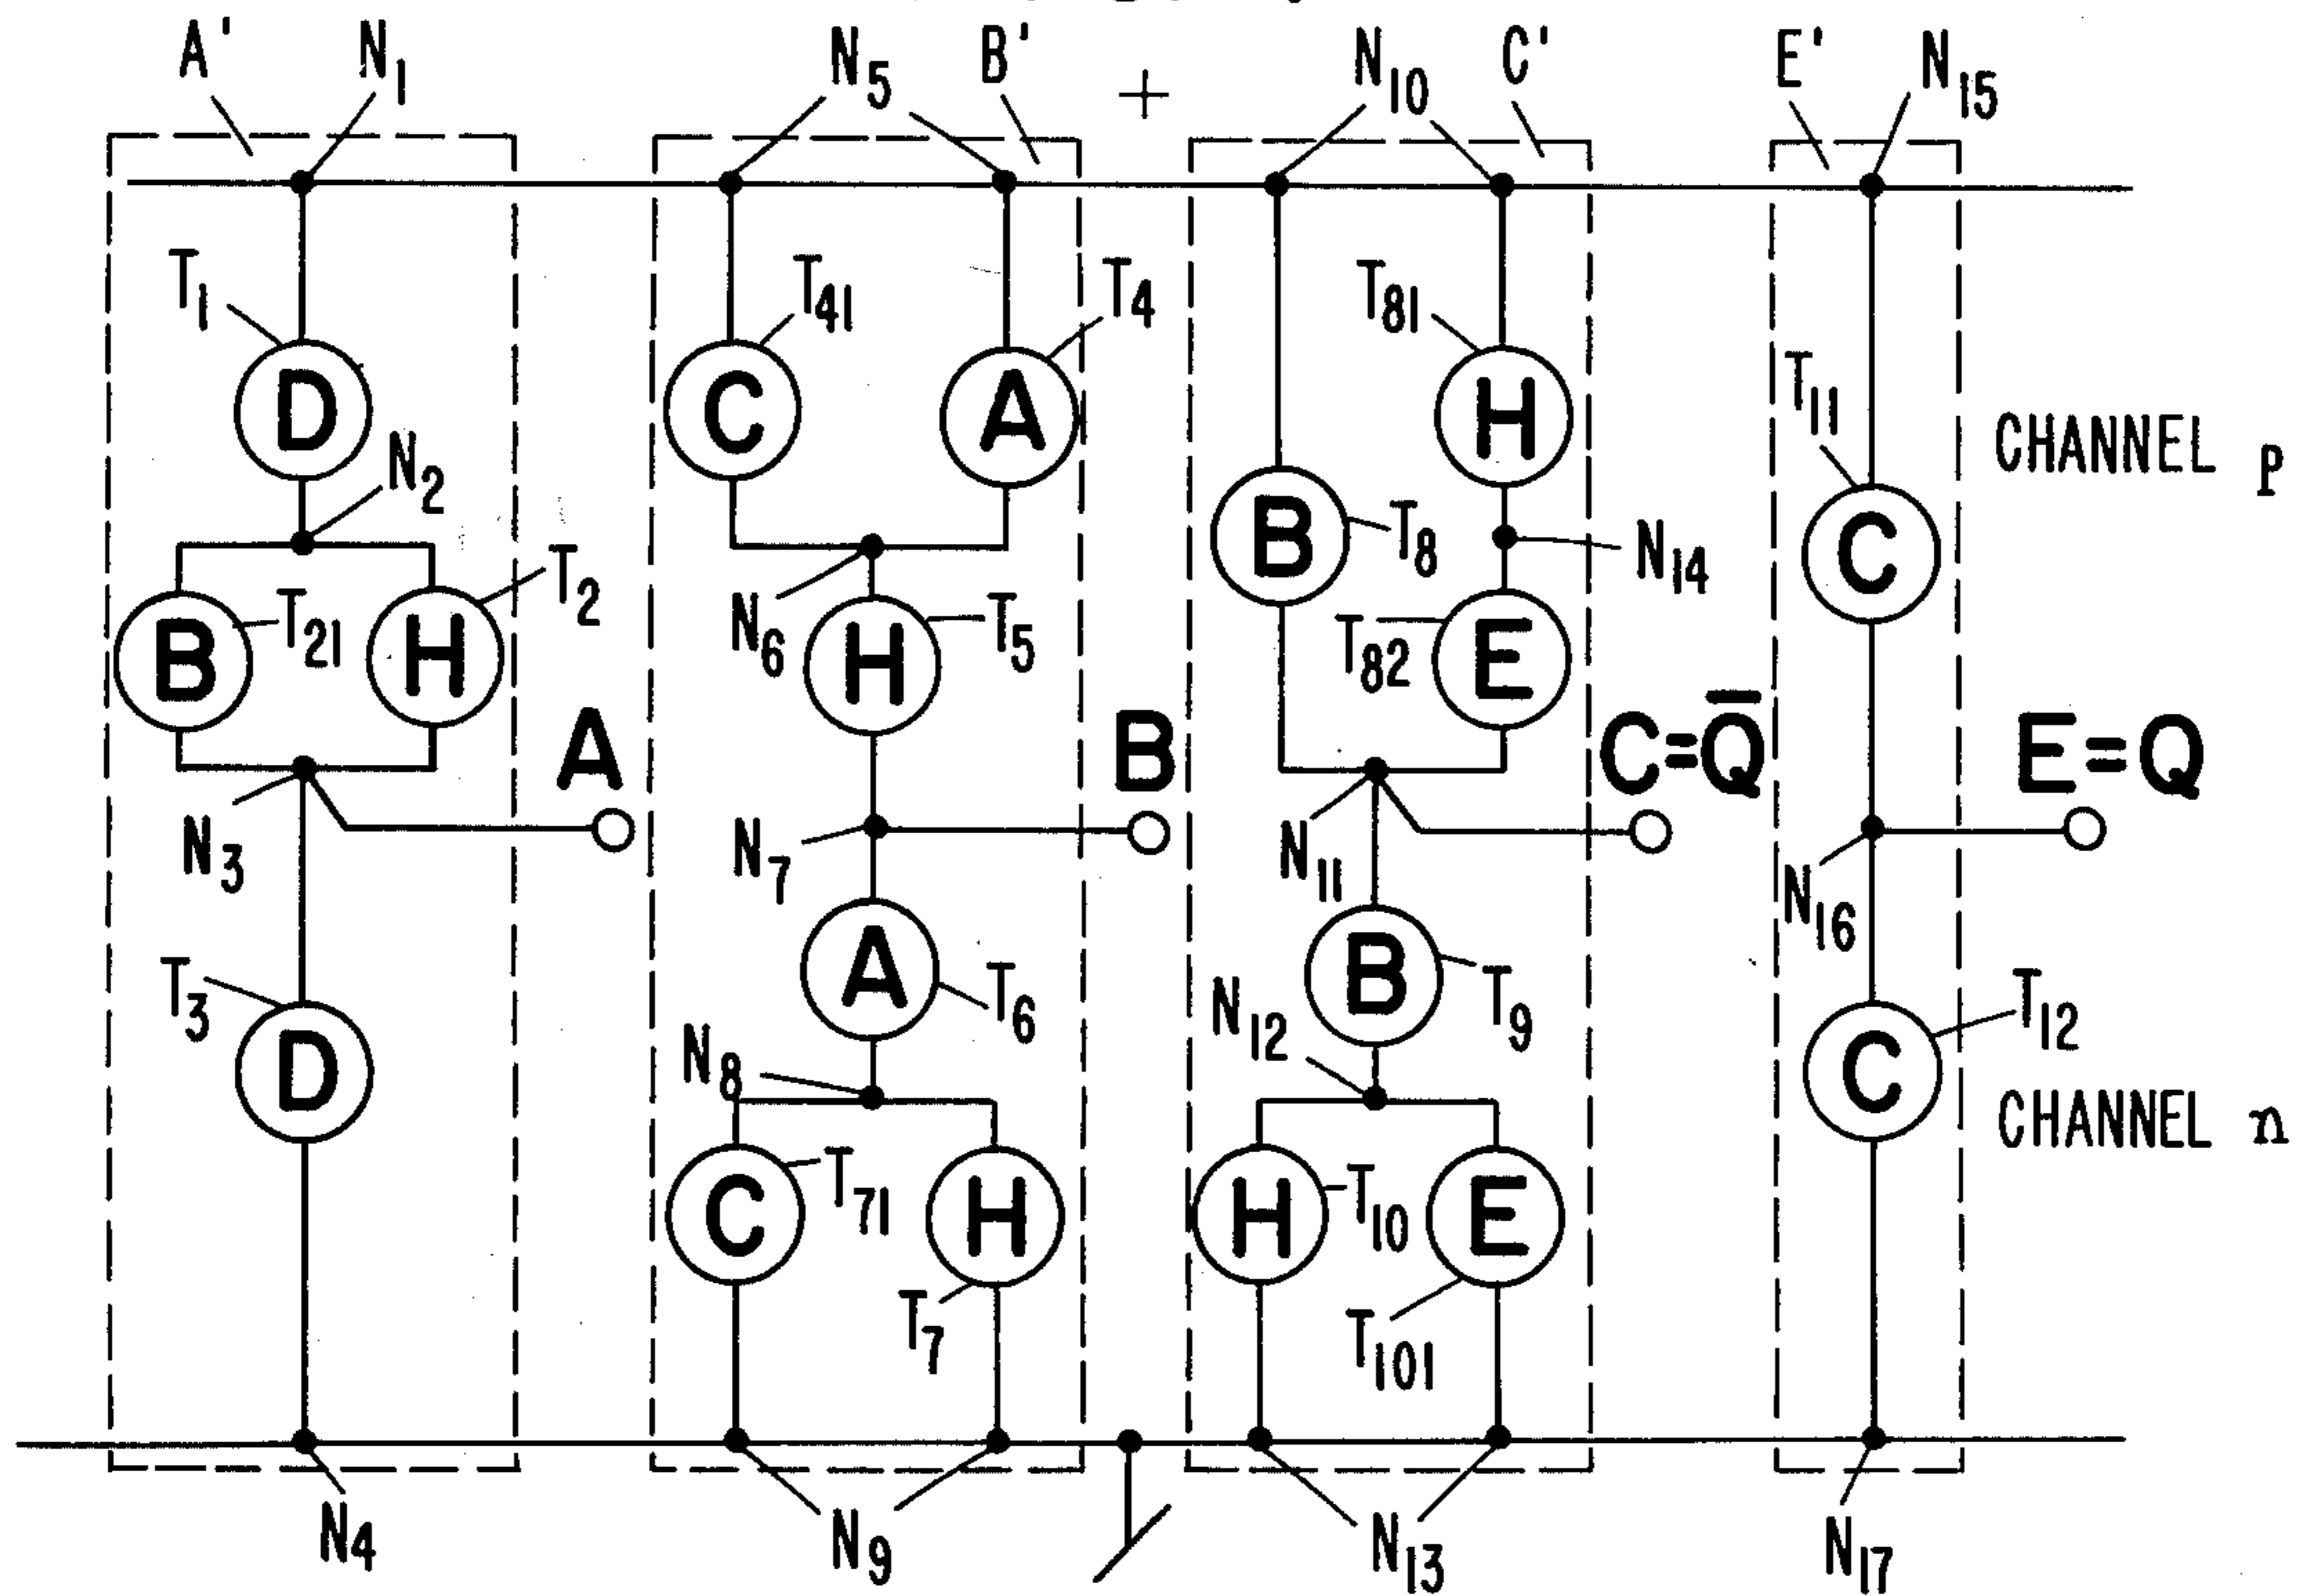 A' N1 N5 B' + N10 C' E' N15
T1 T41 T4 T81 T11
D C A H CHANNEL p
N2 B T8 N14 C
T21 T2 N6 T5 T82
B H H E
A B C=Q̅ E=Q
N3 N7 N11 N16
T3 A T6 B T9 T12
D N8 N12 C CHANNEL n
C T71 H H T10 E
T7 T101
N4 N9 N13 N17